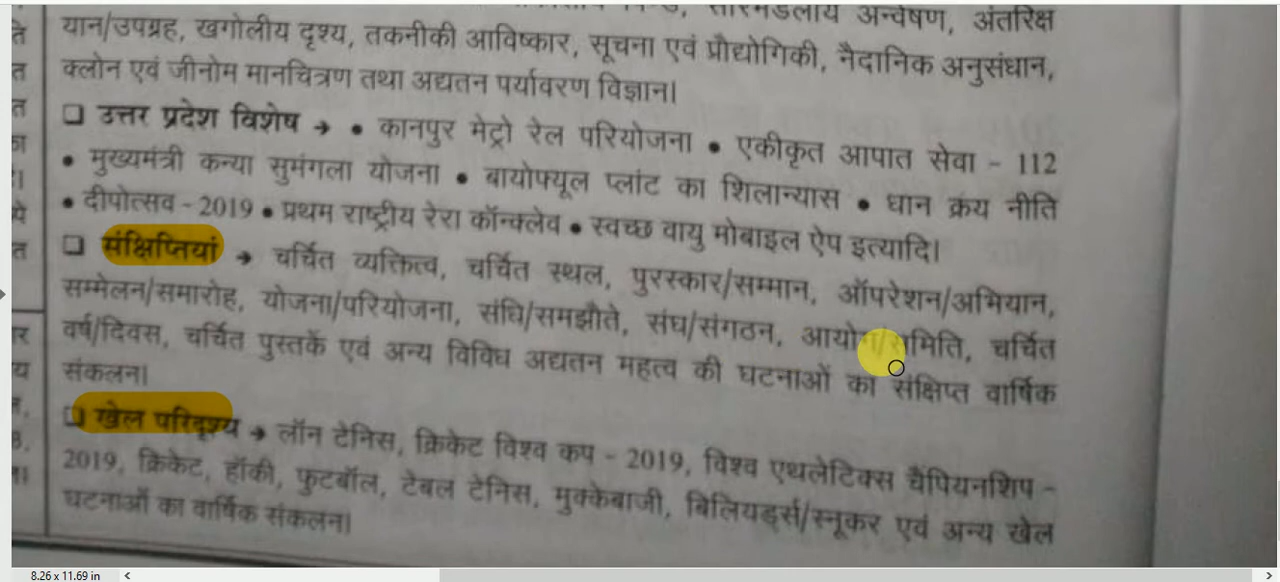 अन्वेषण, अंतरिक्ष
यान/उपग्रह, खगोलीय दृश्य, तकनीकी आविष्कार, सूचना एवं प्रौद्योगिकी, नैदानिक अनुसंधान,
क्लोन एवं जीनोम मानचित्रण तथा अद्यतन पर्यावरण विज्ञान।
❑ उत्तर प्रदेश विशेष → • कानपुर मेट्रो रेल परियोजना • एकीकृत आपात सेवा - 112
• मुख्यमंत्री कन्या सुमंगला योजना • बायोफ्यूल प्लांट का शिलान्यास • धान क्रय नीति
• दीपोत्सव - 2019 • प्रथम राष्ट्रीय रेरा कॉन्क्लेव • स्वच्छ वायु मोबाइल ऐप इत्यादि।
❑ संक्षिप्तियां → चर्चित व्यक्तित्व, चर्चित स्थल, पुरस्कार/सम्मान, ऑपरेशन/अभियान,
सम्मेलन/समारोह, योजना/परियोजना, संधि/समझौते, संघ/संगठन, आयोग/समिति, चर्चित
वर्ष/दिवस, चर्चित पुस्तकें एवं अन्य विविध अद्यतन महत्व की घटनाओं का संक्षिप्त वार्षिक
संकलन।
❑ खेल परिदृश्य → लॉन टेनिस, क्रिकेट विश्व कप - 2019, विश्व एथलेटिक्स चैंपियनशिप -
2019, क्रिकेट, हॉकी, फुटबॉल, टेबल टेनिस, मुक्केबाजी, बिलियर्ड्स/स्नूकर एवं अन्य खेल
घटनाओं का वार्षिक संकलन।
8.26 x 11.69 in